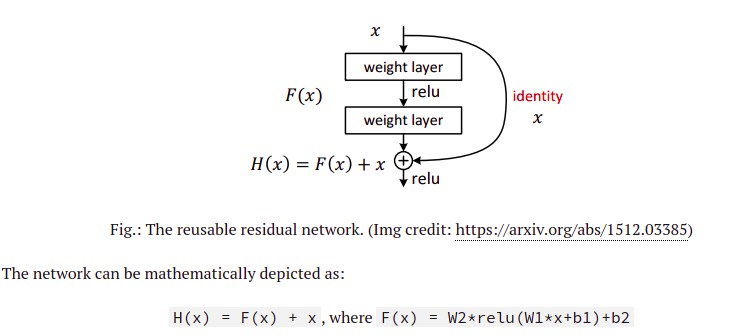 x
weight layer
relu
F(x)
identity
weight layer
x
H(x) = F(x) + x
relu
Fig.: The reusable residual network. (Img credit: https://arxiv.org/abs/1512.03385)
The network can be mathematically depicted as:
H(x) = F(x) + x, where F(x) = W2*relu(W1*x+b1)+b2